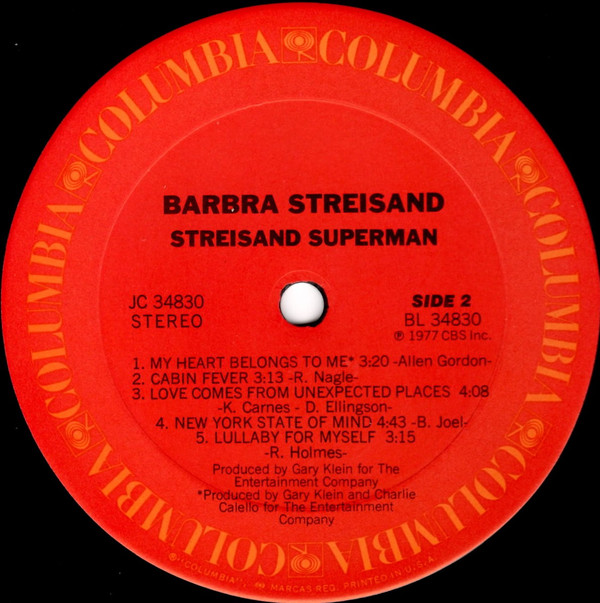 COLUMBIA COLUMBIA COLUMBIA COLUMBIA COLUMBIA COLUMBIA
BARBRA STREISAND
STREISAND SUPERMAN
JC 34830
STEREO
SIDE 2
BL 34830
℗ 1977 CBS Inc.
1. MY HEART BELONGS TO ME* 3:20 -Allen Gordon-
2. CABIN FEVER 3:13 -R. Nagle-
3. LOVE COMES FROM UNEXPECTED PLACES 4:08
-K. Carnes - D. Ellingson-
4. NEW YORK STATE OF MIND 4:43 -B. Joel-
5. LULLABY FOR MYSELF 3:15
-R. Holmes-
Produced by Gary Klein for The
Entertainment Company
*Produced by Gary Klein and Charlie
Calello for The Entertainment
Company
"COLUMBIA", MARCAS REG. PRINTED IN U.S.A.